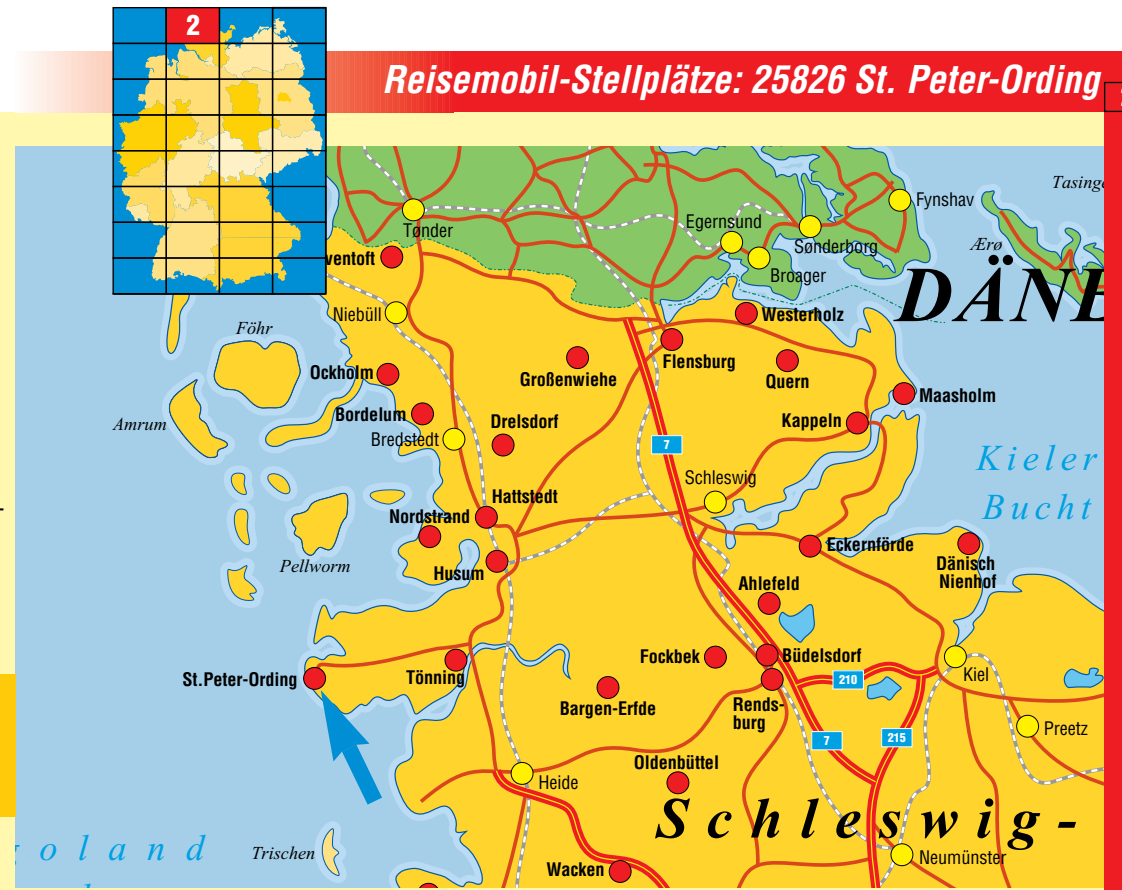 2
Reisemobil-Stellplätze: 25826 St. Peter-Ording
Tønder
Fynshav
Egernsund
Sønderborg
Ærø
Broager
DÄNE
Niebüll
Westerholz
Föhr
Flensburg
Ockholm
Großenwiehe
Quern
Maasholm
Amrum
Bordelum
Drelsdorf
Kappeln
Bredstedt
7
Kieler
Bucht
Schleswig
Hattstedt
Nordstrand
Eckernförde
Pellworm
Husum
Dänisch
Nienhof
Ahlefeld
Fockbek
Büdelsdorf
St.Peter-Ording
Tönning
210
Kiel
Bargen-Erfde
Rends-
burg
7
215
Preetz
Oldenbüttel
Heide
Schleswig-
oland
Trischen
Neumünster
Wacken